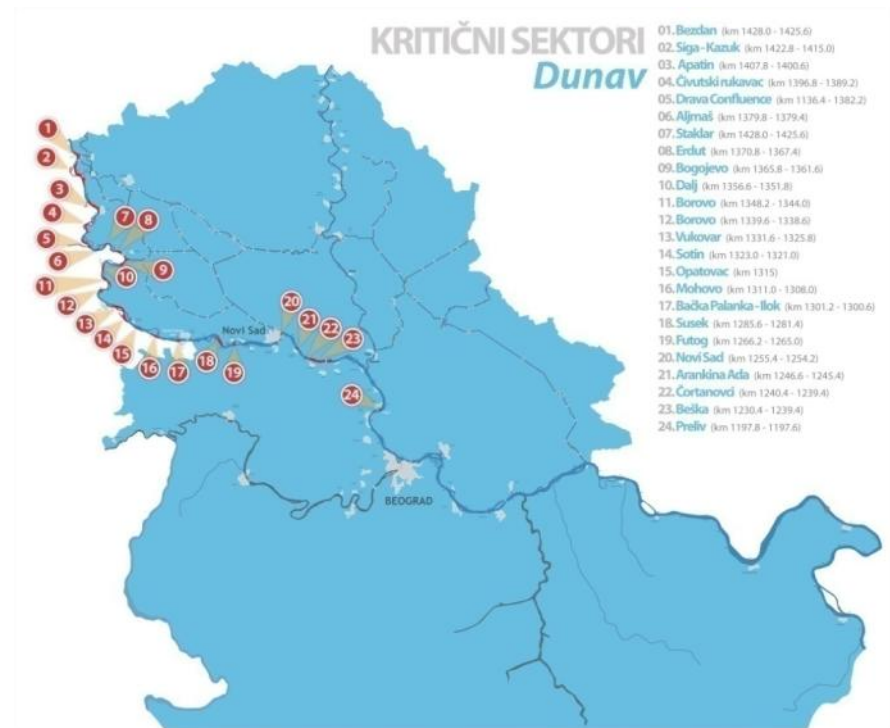 KRITIČNI SEKTORI
Dunav
01. Bezdan (km 1428.0 - 1425.6)
02. Siga - Kazuk (km 1422.8 - 1415.0)
03. Apatin (km 1407.8 - 1400.6)
04. Čivutski rukavac (km 1396.8 - 1389.2)
05. Drava Confluence (km 1136.4 - 1382.2)
06. Aljmaš (km 1379.8 - 1379.4)
07. Staklar (km 1428.0 - 1425.6)
08. Erdut (km 1370.8 - 1367.4)
09. Bogojevo (km 1365.8 - 1361.6)
10. Dalj (km 1356.6 - 1351.8)
11. Borovo (km 1348.2 - 1344.0)
12. Borovo (km 1339.6 - 1338.6)
13. Vukovar (km 1331.6 - 1325.8)
14. Sotin (km 1323.0 - 1321.0)
15. Opatovac (km 1315)
16. Mohovo (km 1311.0 - 1308.0)
17. Bačka Palanka - Ilok (km 1301.2 - 1300.6)
18. Susek (km 1285.6 - 1281.4)
19. Futog (km 1266.2 - 1265.0)
20. Novi Sad (km 1255.4 - 1254.2)
21. Arankina Ada (km 1246.6 - 1245.4)
22. Čortanovci (km 1240.4 - 1239.4)
23. Beška (km 1230.4 - 1239.4)
24. Preliv (km 1197.8 - 1197.6)
1
2
3
4
5
6
7
8
9
10
11
12
13
14
15
16
17
18
19
20
21
22
23
24
Novi Sad
BEOGRAD